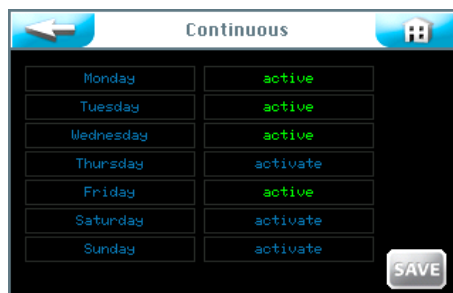 Continuous
Monday active
Tuesday active
Wednesday active
Thursday activate
Friday active
Saturday activate
Sunday activate
SAVE